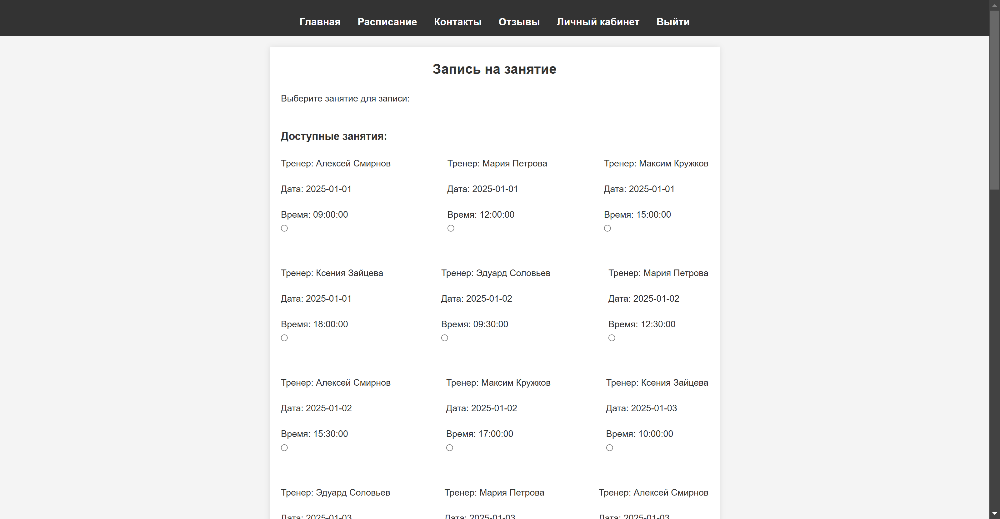 Главная Расписание Контакты Отзывы Личный кабинет Выйти
Запись на занятие
Выберите занятие для записи:
Доступные занятия:
Тренер: Алексей Смирнов Тренер: Мария Петрова Тренер: Максим Кружков
Дата: 2025-01-01 Дата: 2025-01-01 Дата: 2025-01-01
Время: 09:00:00 Время: 12:00:00 Время: 15:00:00
Тренер: Ксения Зайцева Тренер: Эдуард Соловьев Тренер: Мария Петрова
Дата: 2025-01-01 Дата: 2025-01-02 Дата: 2025-01-02
Время: 18:00:00 Время: 09:30:00 Время: 12:30:00
Тренер: Алексей Смирнов Тренер: Максим Кружков Тренер: Ксения Зайцева
Дата: 2025-01-02 Дата: 2025-01-02 Дата: 2025-01-03
Время: 15:30:00 Время: 17:00:00 Время: 10:00:00
Тренер: Эдуард Соловьев Тренер: Мария Петрова Тренер: Алексей Смирнов
Дата: 2025-01-03 Дата: 2025-01-03 Дата: 2025-01-03